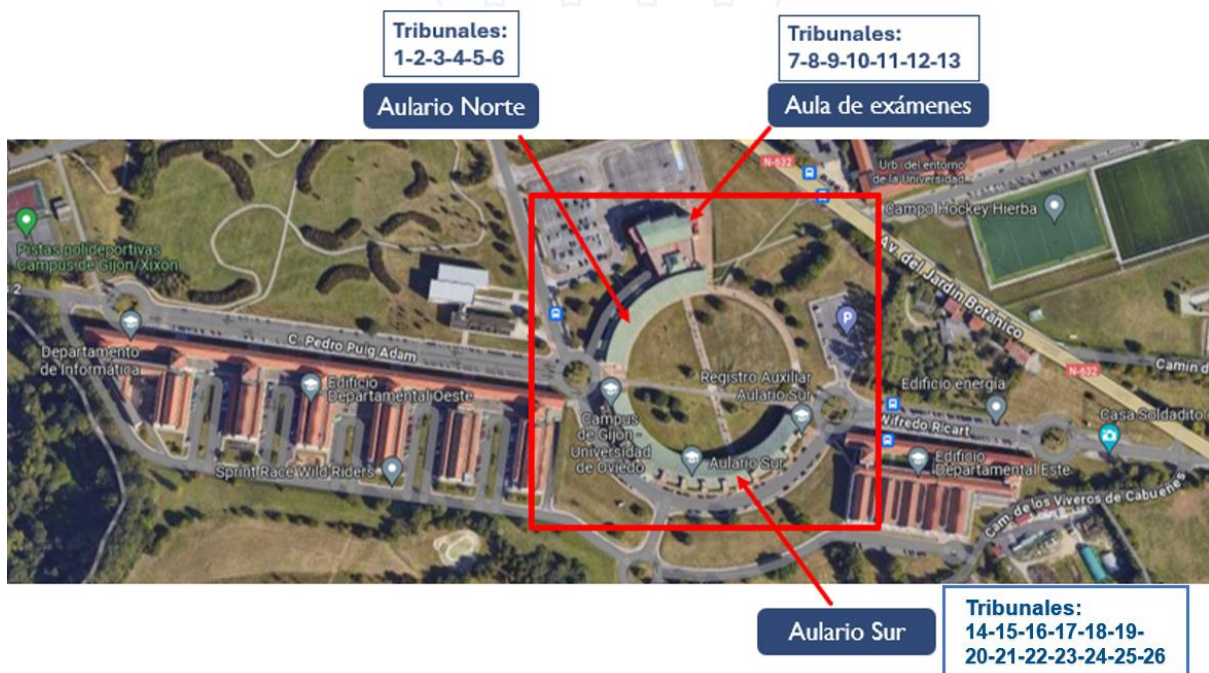 Tribunales:
1-2-3-4-5-6
Aulario Norte
Tribunales:
7-8-9-10-11-12-13
Aula de exámenes
N-632
Urb. del entorno
de la Universidad
Campo Hockey Hierba
Pistas polideportivas
Campus de Gijón/Xixón
Av. del Jardín Botánico
P
C. Pedro Puig Adam
Departamento
de Informática
Edificio
Departamental Oeste
Registro Auxiliar
Aulario Sur
Edificio energía
N-632
Camin d
Casa Soldadito
Campus
de Gijón -
Universidad
de Oviedo
Wifredo Ricart
Sprint Race Wild Riders
Aulario Sur
Edificio
Departamental Este
Cam. de los Viveros de Cabueñes
Aulario Sur
Tribunales:
14-15-16-17-18-19-
20-21-22-23-24-25-26